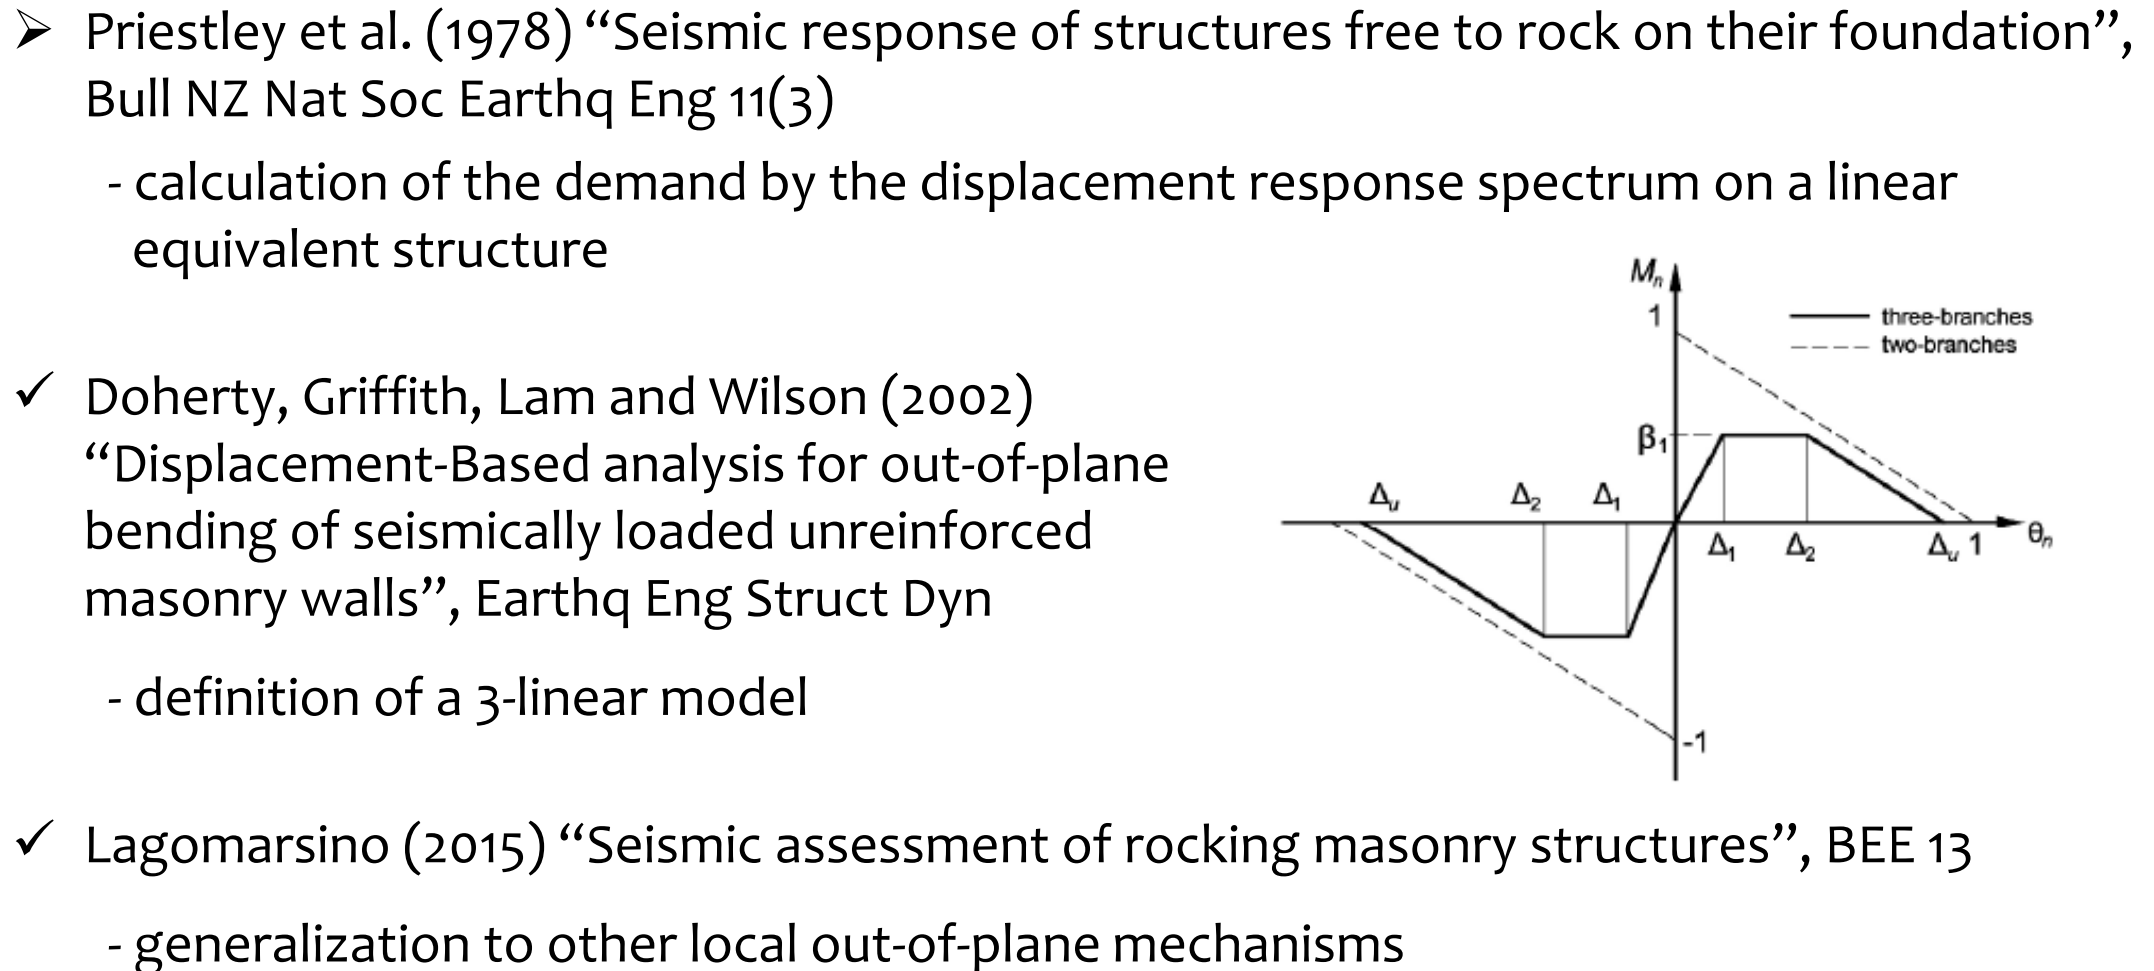 ➢ Priestley et al. (1978) “Seismic response of structures free to rock on their foundation”,
Bull NZ Nat Soc Earthq Eng 11(3)
- calculation of the demand by the displacement response spectrum on a linear
equivalent structure
✓ Doherty, Griffith, Lam and Wilson (2002)
“Displacement-Based analysis for out-of-plane
bending of seismically loaded unreinforced
masonry walls”, Earthq Eng Struct Dyn
- definition of a 3-linear model
Mn
1
three-branches
two-branches
β1
Δu Δ2 Δ1
Δ1 Δ2 Δu 1 θn
-1
✓ Lagomarsino (2015) “Seismic assessment of rocking masonry structures”, BEE 13
- generalization to other local out-of-plane mechanisms